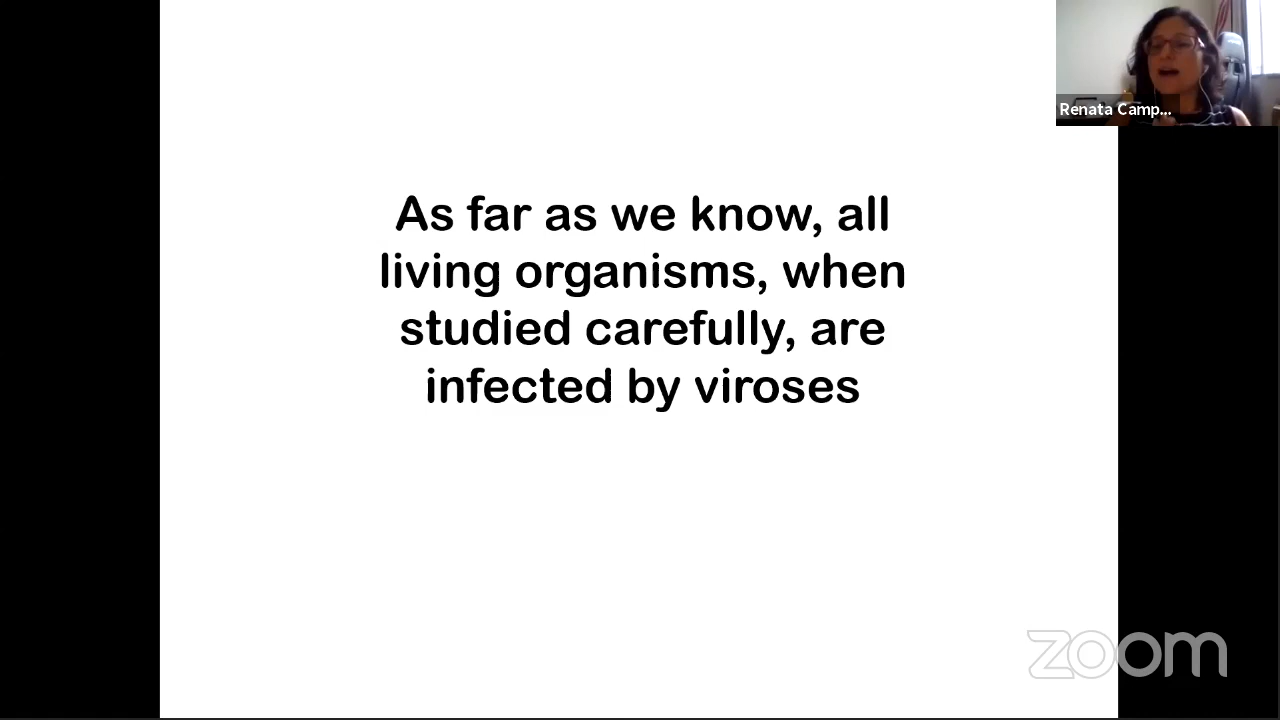 Renata Camp...
As far as we know, all
living organisms, when
studied carefully, are
infected by viroses
zoom